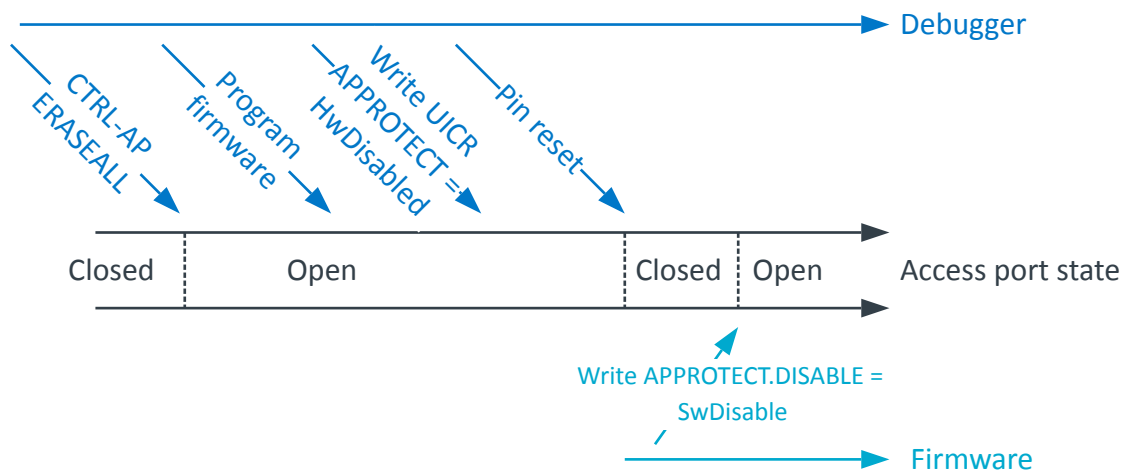 Debugger
CTRL-AP
ERASEALL
Program
firmware
Write UICR
APPROTECT =
HwDisabled
Pin reset
Closed
Open
Closed
Open
Access port state
Write APPROTECT.DISABLE =
SwDisable
Firmware